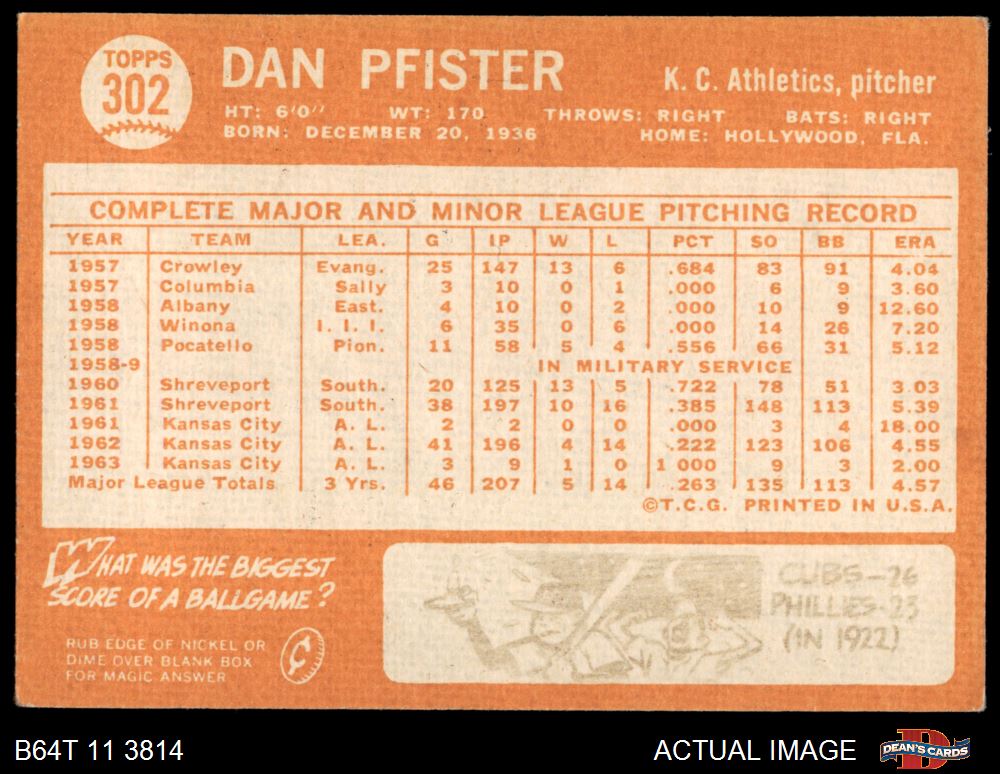 TOPPS
302
DAN PFISTER
K. C. Athletics, pitcher
HT: 6'0" WT: 170 THROWS: RIGHT BATS: RIGHT
BORN: DECEMBER 20, 1936 HOME: HOLLYWOOD, FLA.
COMPLETE MAJOR AND MINOR LEAGUE PITCHING RECORD
YEAR TEAM LEA. G IP W L PCT SO BB ERA
1957 Crowley Evang. 25 147 13 6 .684 83 91 4.04
1957 Columbia Sally 3 10 0 1 .000 6 9 3.60
1958 Albany East. 4 10 0 2 .000 10 9 12.60
1958 Winona I. I. I. 6 35 0 6 .000 14 26 7.20
1958 Pocatello Pion. 11 58 5 4 .556 66 31 5.12
1958-9 IN MILITARY SERVICE
1960 Shreveport South. 20 125 13 5 .722 78 51 3.03
1961 Shreveport South. 38 197 10 16 .385 148 113 5.39
1961 Kansas City A. L. 2 2 0 0 .000 3 4 18.00
1962 Kansas City A. L. 41 196 4 14 .222 123 106 4.55
1963 Kansas City A. L. 3 9 1 0 1 000 9 3 2.00
Major League Totals 3 Yrs. 46 207 5 14 .263 135 113 4.57
©T.C.G. PRINTED IN U.S.A.
WHAT WAS THE BIGGEST
SCORE OF A BALLGAME?
RUB EDGE OF NICKEL OR
DIME OVER BLANK BOX
FOR MAGIC ANSWER
¢
CUBS-26
PHILLIES-23
(IN 1922)
B64T 11 3814
ACTUAL IMAGE
DEAN'S CARDS